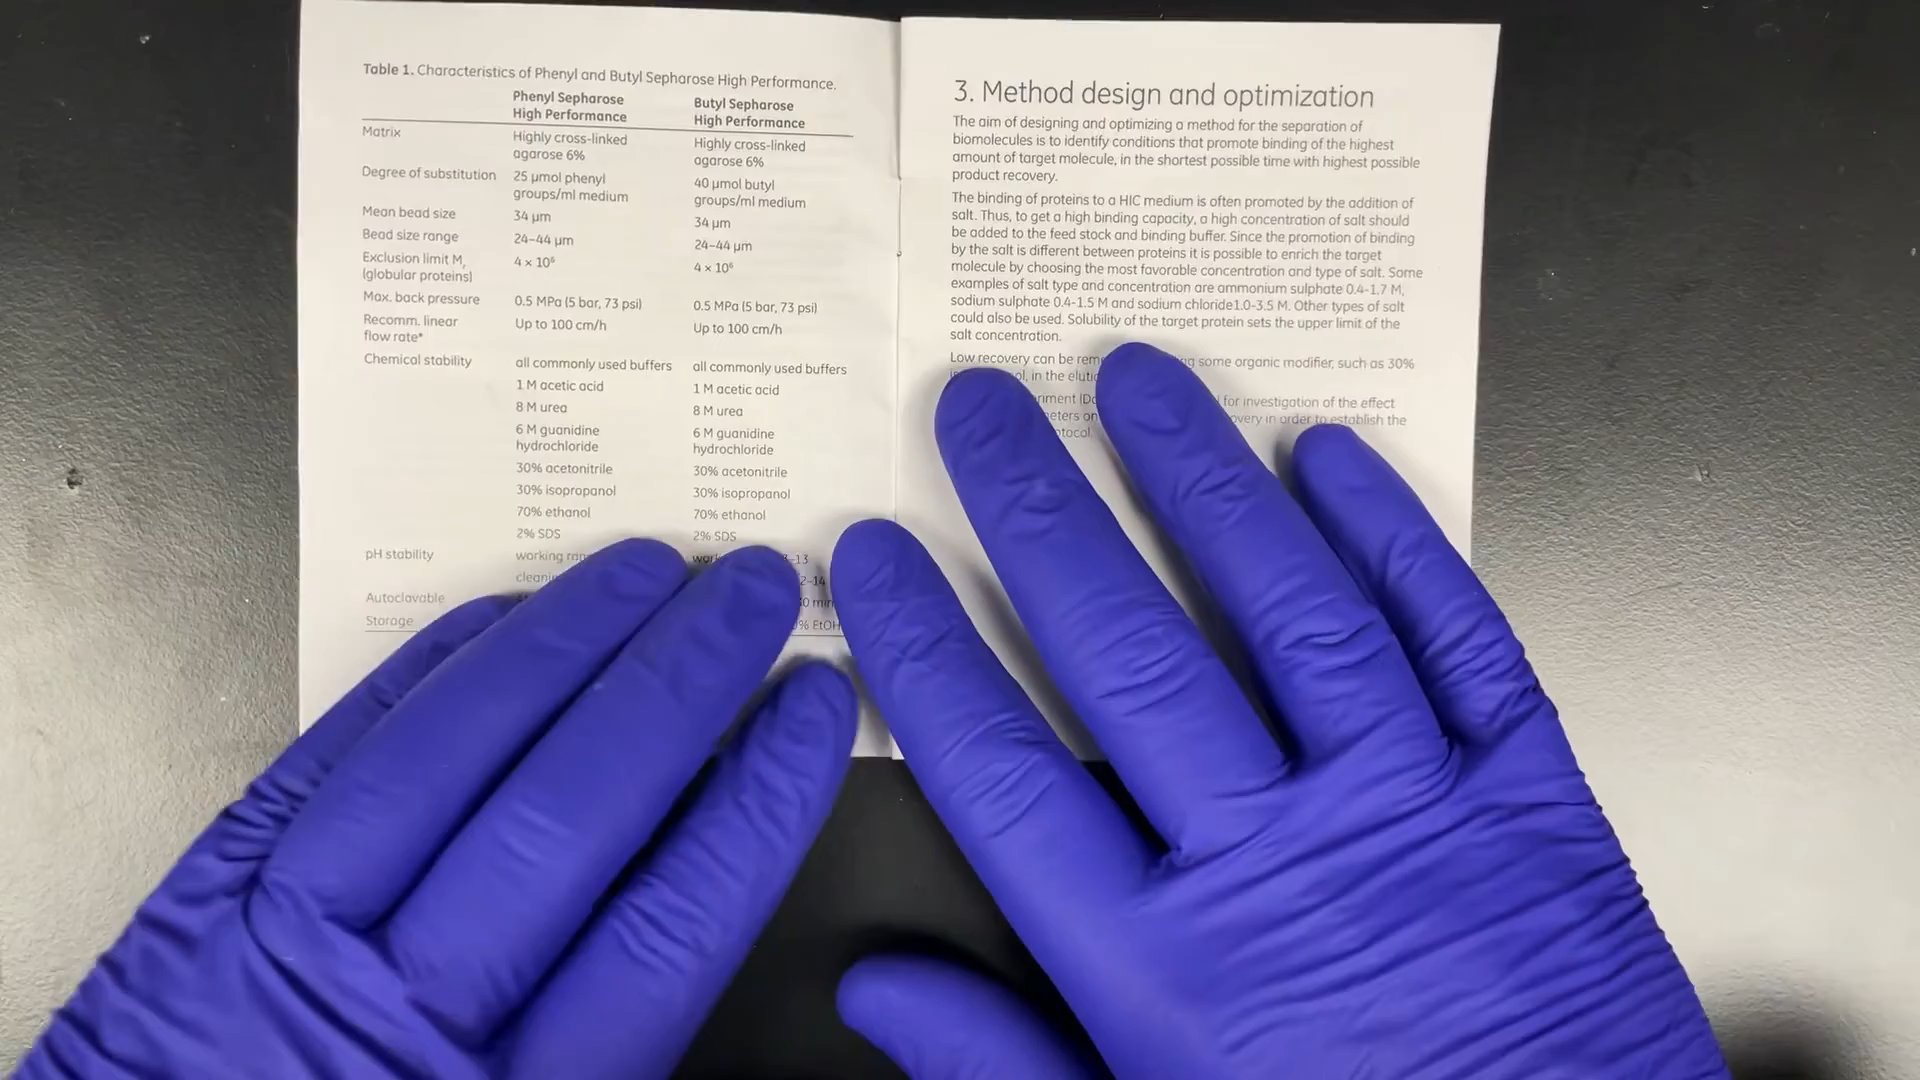 Table 1. Characteristics of Phenyl and Butyl Sepharose High Performance.
Phenyl Sepharose High Performance
Butyl Sepharose High Performance
Matrix
Highly cross-linked agarose 6%
Highly cross-linked agarose 6%
Degree of substitution
25 µmol phenyl groups/ml medium
40 µmol butyl groups/ml medium
Mean bead size
34 µm
34 µm
Bead size range
24–44 µm
24–44 µm
Exclusion limit Mr (globular proteins)
4 × 10⁶
4 × 10⁶
Max. back pressure
0.5 MPa (5 bar, 73 psi)
0.5 MPa (5 bar, 73 psi)
Recomm. linear flow rate*
Up to 100 cm/h
Up to 100 cm/h
Chemical stability
all commonly used buffers
all commonly used buffers
1 M acetic acid
1 M acetic acid
8 M urea
8 M urea
6 M guanidine hydrochloride
6 M guanidine hydrochloride
30% acetonitrile
30% acetonitrile
30% isopropanol
30% isopropanol
70% ethanol
70% ethanol
2% SDS
2% SDS
pH stability
working
–13
2–14
Autoclavable
min
Storage
% EtOH
3. Method design and optimization
The aim of designing and optimizing a method for the separation of
biomolecules is to identify conditions that promote binding of the highest
amount of target molecule, in the shortest possible time with highest possible
product recovery.
The binding of proteins to a HIC medium is often promoted by the addition of
salt. Thus, to get a high binding capacity, a high concentration of salt should
be added to the feed stock and binding buffer. Since the promotion of binding
by the salt is different between proteins it is possible to enrich the target
molecule by choosing the most favorable concentration and type of salt. Some
examples of salt type and concentration are ammonium sulphate 0.4-1.7 M,
sodium sulphate 0.4-1.5 M and sodium chloride1.0-3.5 M. Other types of salt
could also be used. Solubility of the target protein sets the upper limit of the
salt concentration.
Low recovery can be some organic modifier, such as 30%
in the
for investigation of the effect
on in order to establish the